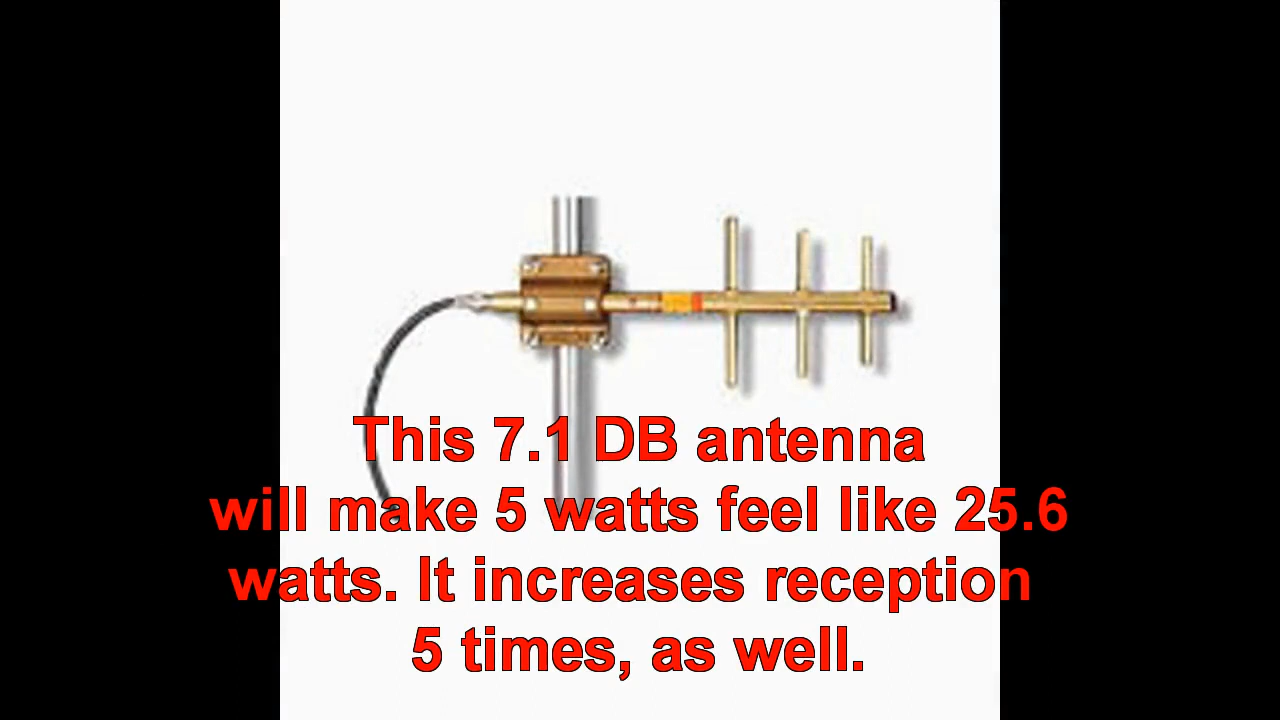 This 7.1 DB antenna
will make 5 watts feel like 25.6
watts. It increases reception
5 times, as well.